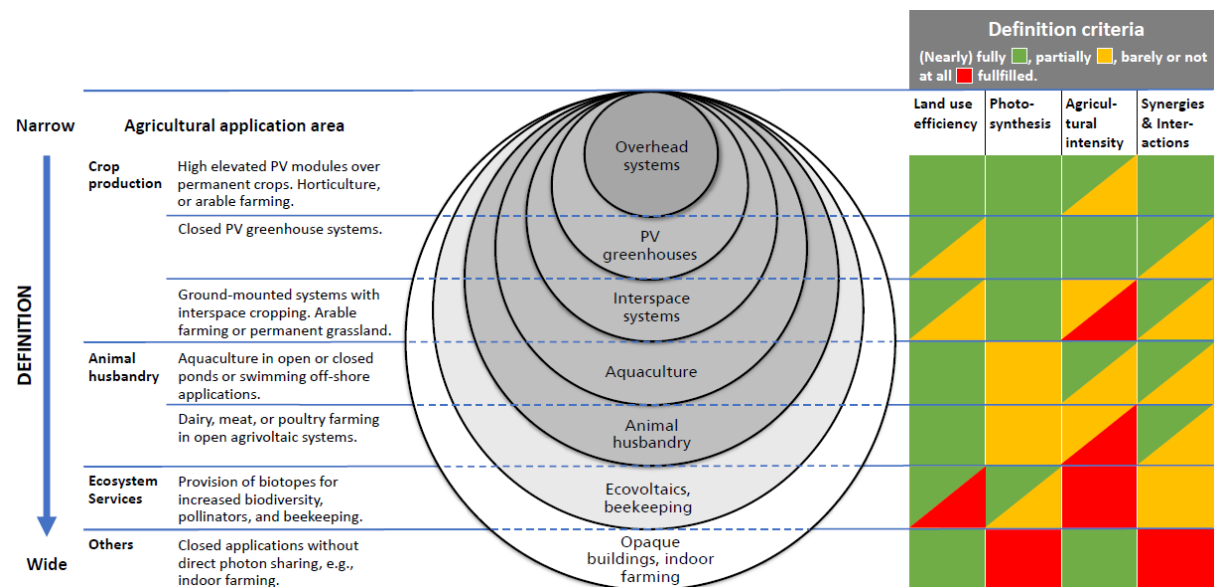 Definition criteria
(Nearly) fully , partially , barely or not
at all fullfilled.
Land use
efficiency
Photo-
synthesis
Agricul-
tural
intensity
Synergies
& Inter-
actions
Narrow
Agricultural application area
DEFINITION
Wide
Crop
production
High elevated PV modules over
permanent crops. Horticulture,
or arable farming.
Overhead
systems
Closed PV greenhouse systems.
PV
greenhouses
Ground-mounted systems with
interspace cropping. Arable
farming or permanent grassland.
Interspace
systems
Animal
husbandry
Aquaculture in open or closed
ponds or swimming off-shore
applications.
Aquaculture
Dairy, meat, or poultry farming
in open agrivoltaic systems.
Animal
husbandry
Ecosystem
Services
Provision of biotopes for
increased biodiversity,
pollinators, and beekeeping.
Ecovoltaics,
beekeeping
Others
Closed applications without
direct photon sharing, e.g.,
indoor farming.
Opaque
buildings, indoor
farming